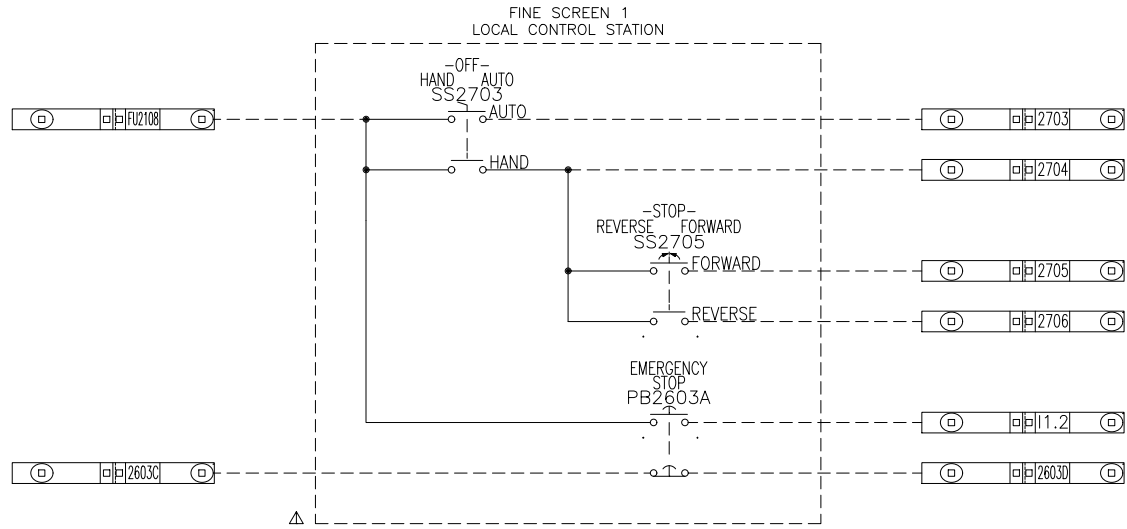 FINE SCREEN 1
LOCAL CONTROL STATION
-OFF-
HAND AUTO
SS2703
FU2108
AUTO
2703
HAND
2704
-STOP-
REVERSE FORWARD
SS2705
FORWARD
2705
REVERSE
2706
EMERGENCY
STOP
PB2603A
I1.2
2603C
2603D